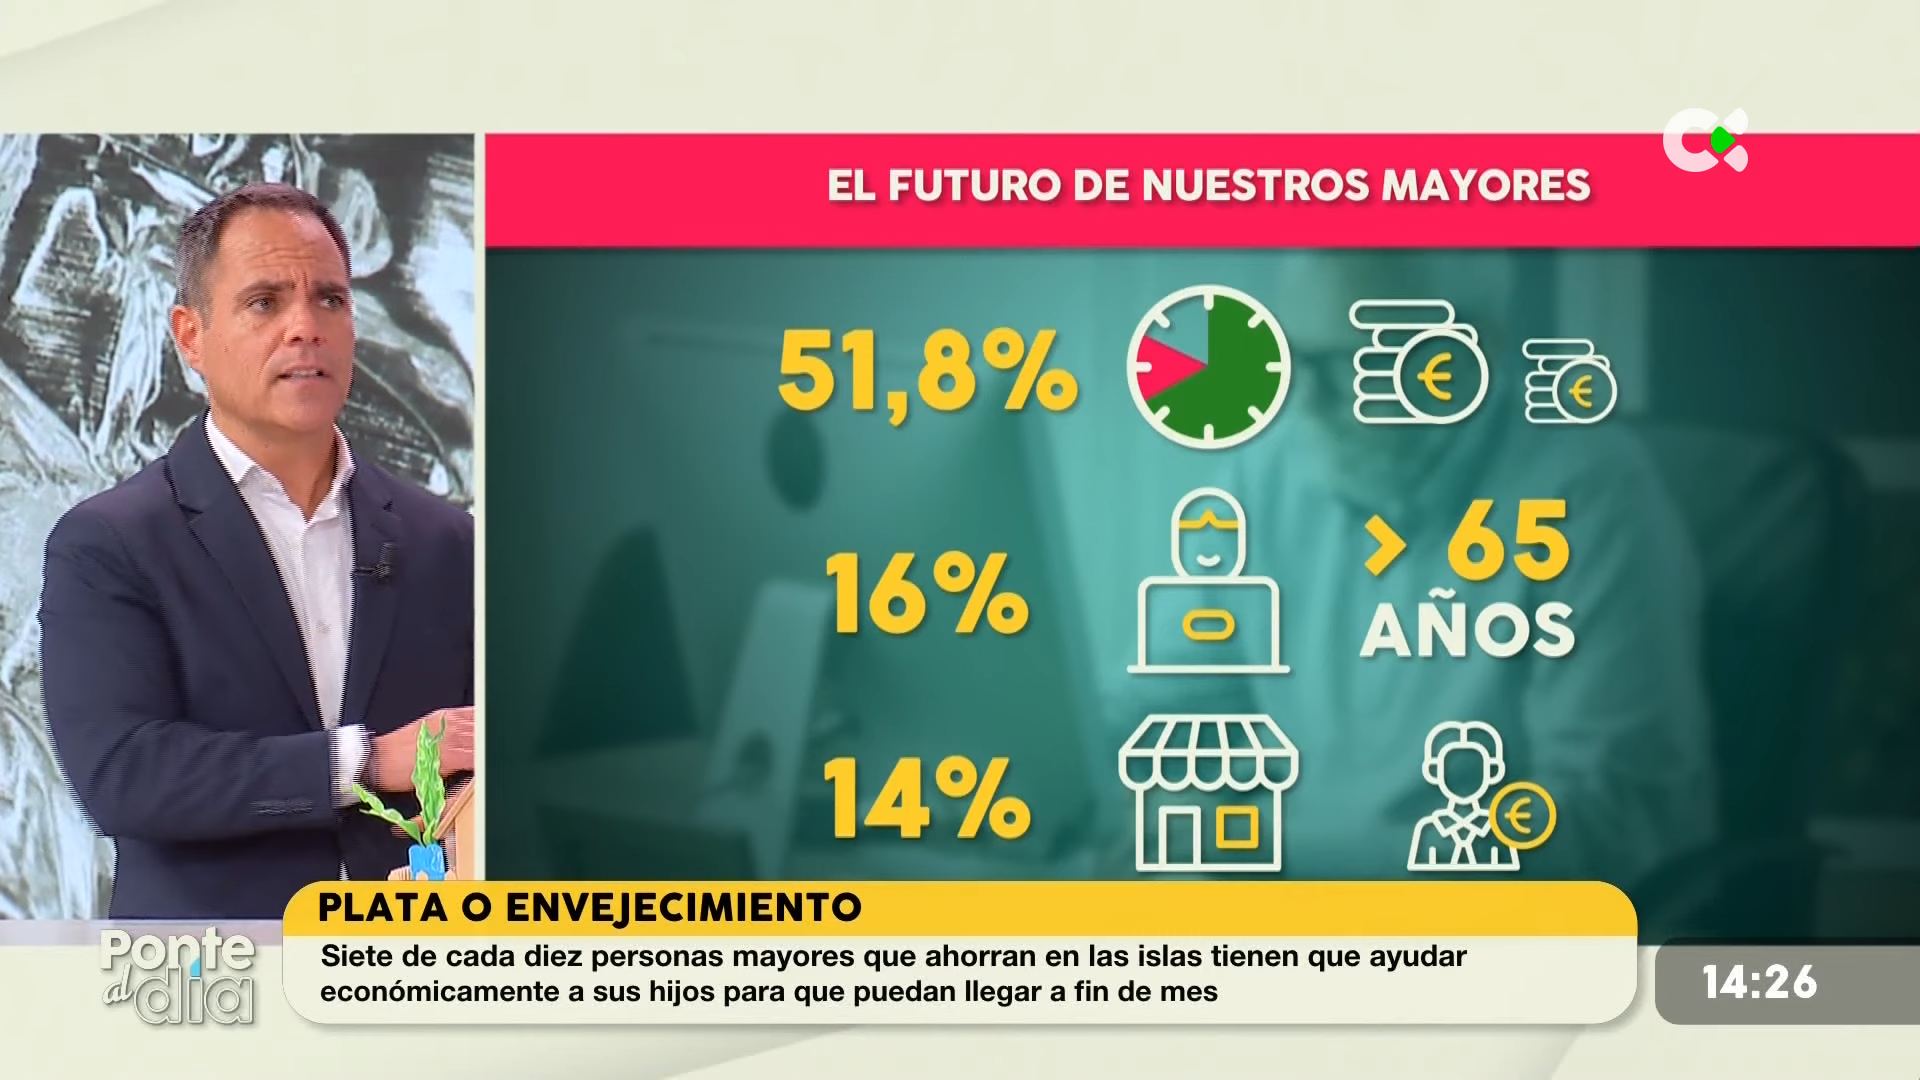 EL FUTURO DE NUESTROS MAYORES
51,8%
€
€
16%
> 65
AÑOS
14%
€
PLATA O ENVEJECIMIENTO
Siete de cada diez personas mayores que ahorran en las islas tienen que ayudar
económicamente a sus hijos para que puedan llegar a fin de mes
Ponte
al día
14:26